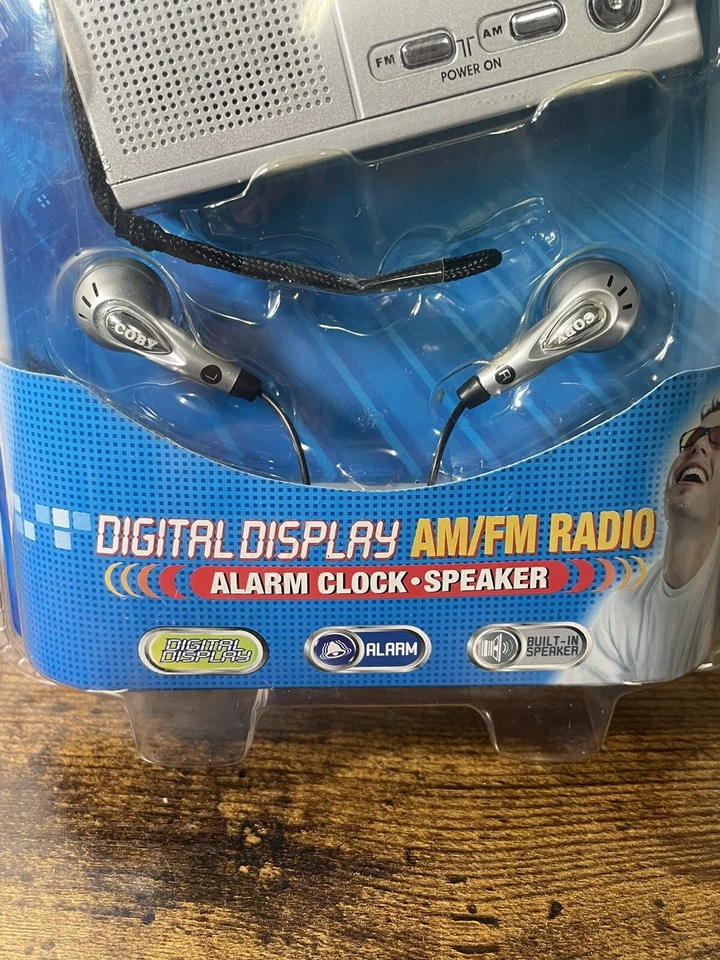 FM AM
POWER ON
COBY COBY
L R
DIGITAL DISPLAY AM/FM RADIO
ALARM CLOCK • SPEAKER
DIGITAL
DISPLAY
ALARM
BUILT-IN
SPEAKER